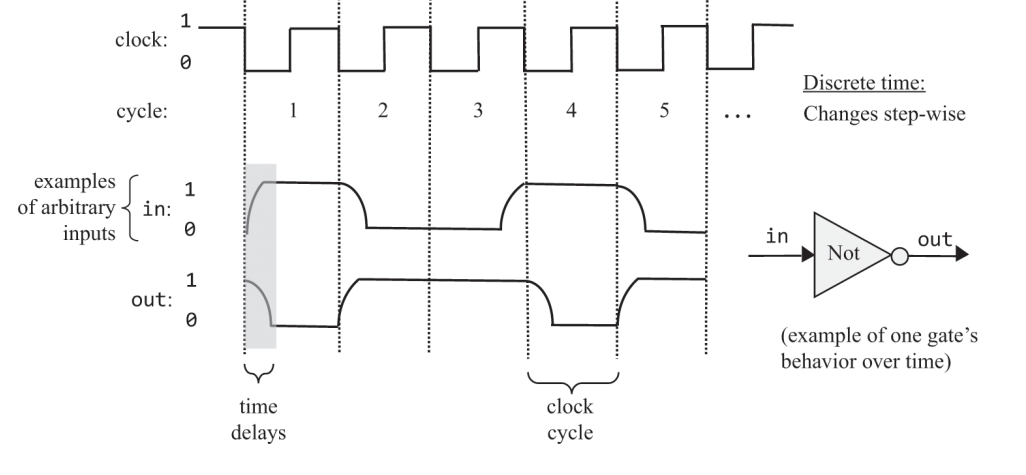 clock:
1
0
cycle:
1 2 3 4 5 ...
Discrete time:
Changes step-wise
examples
of arbitrary
inputs
in:
1
0
out:
1
0
time
delays
clock
cycle
in
Not
out
(example of one gate’s
behavior over time)